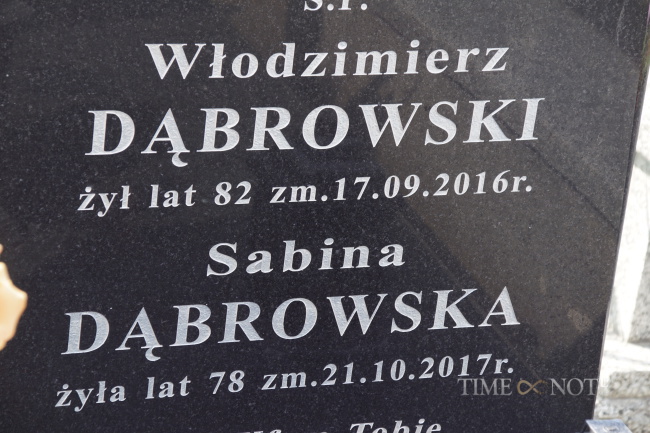 Ś.P.
Włodzimierz
DĄBROWSKI
żył lat 82 zm.17.09.2016r.
Sabina
DĄBROWSKA
żyła lat 78 zm.21.10.2017r.
TIME NOT
Tobie